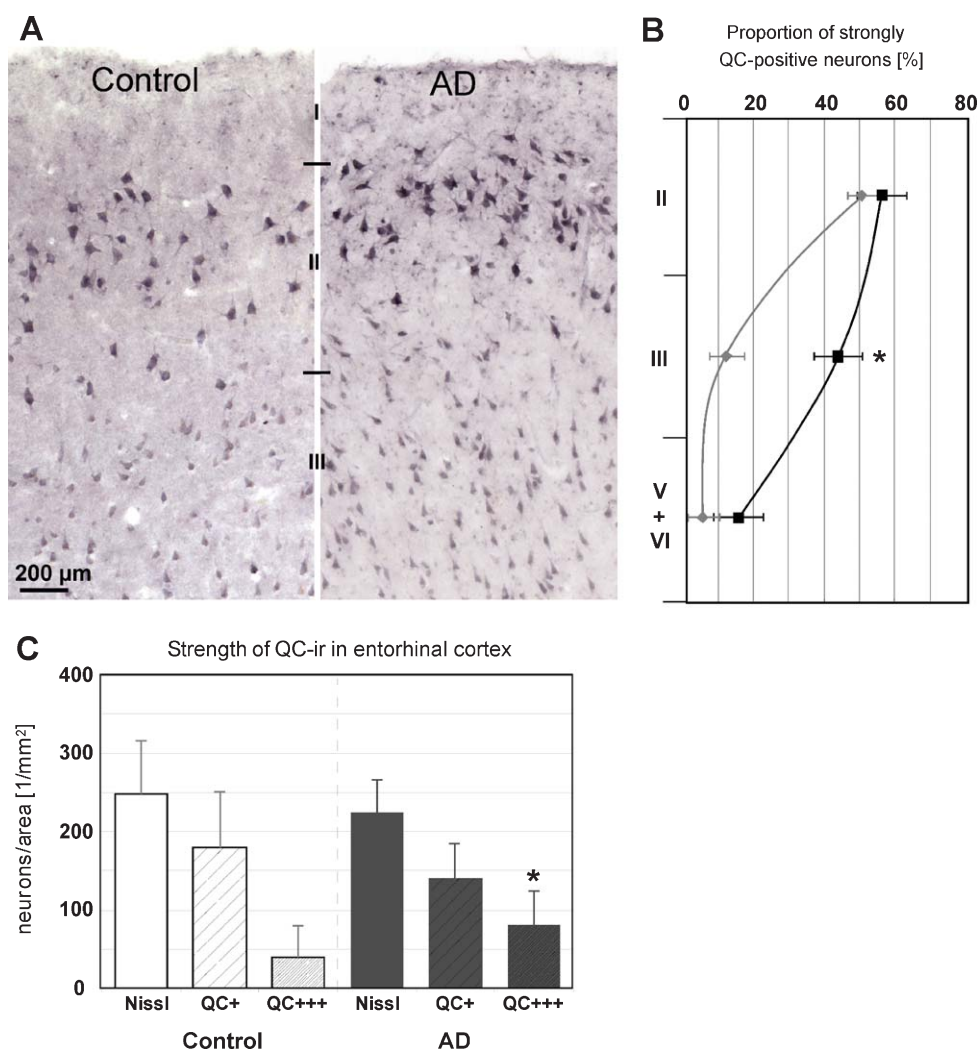 A
Control
AD
I
II
III
200 µm
B
Proportion of strongly
QC-positive neurons [%]
0 20 40 60 80
II
III
*
V
+
VI
C
Strength of QC-ir in entorhinal cortex
neurons/area [1/mm²]
400
300
200
100
0
*
Nissl QC+ QC+++ Nissl QC+ QC+++
Control AD